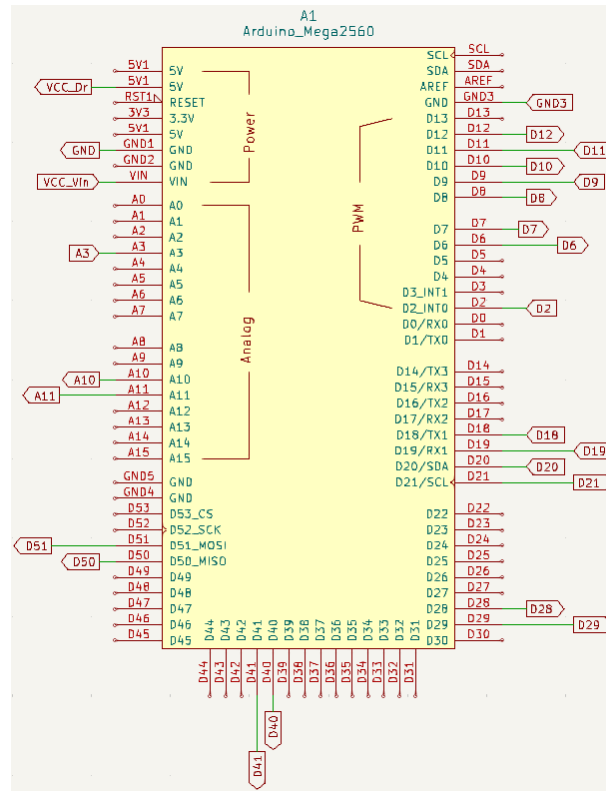 A1
Arduino_Mega2560
5V1 5V
VCC_Dr 5V1 5V
RST1 RESET
3V3 3.3V
5V1 5V
GND GND1 GND
GND2 GND
VCC_Vin VIN VIN
Power
A0 A0
A1 A1
A2 A2
A3 A3 A3
A4 A4
A5 A5
A6 A6
A7 A7
A8 A8
A9 A9
A10 A10 A10
A11 A11 A11
A12 A12
A13 A13
A14 A14
A15 A15
Analog
GND5 GND
GND4 GND
D53 D53_CS
D52 D52_SCK
D51 D51 D51_MOSI
D50 D50 D50_MISO
D49 D49
D48 D48
D47 D47
D46 D46
D45 D45
SCL SCL
SDA SDA
AREF AREF
GND GND3 GND3
D13 D13
D12 D12 D12
D11 D11 D11
D10 D10 D10
D9 D9 D9
D8 D8 D8
PWM
D7 D7 D7
D6 D6 D6
D5 D5
D4 D4
D3_INT1 D3
D2_INT0 D2 D2
D0/RX0 D0
D1/TX0 D1
D14/TX3 D14
D15/RX3 D15
D16/TX2 D16
D17/RX2 D17
D18/TX1 D18 D18
D19/RX1 D19 D19
D20/SDA D20 D20
D21/SCL D21 D21
D22 D22
D23 D23
D24 D24
D25 D25
D26 D26
D27 D27
D28 D28 D28
D29 D29 D29
D30 D30
D44 D43 D42 D41 D40 D39 D38 D37 D36 D35 D34 D33 D32 D31
D44 D43 D42 D41 D40 D39 D38 D37 D36 D35 D34 D33 D32 D31
D41 D40